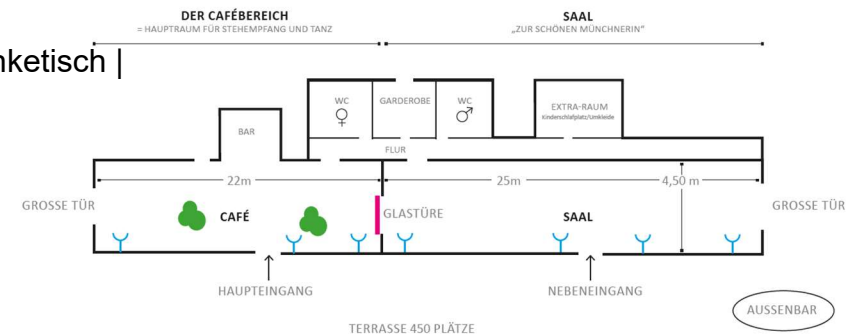 DER CAFÉBEREICH
= HAUPTRAUM FÜR STEHEMPFANG UND TANZ
SAAL
„ZUR SCHÖNEN MÜNCHNERIN"
nketisch |
WC
GARDEROBE
WC
EXTRA-RAUM
Kinderschlafplatz/Umkleide
BAR
FLUR
22m
25m
4,50 m
GROSSE TÜR
CAFÉ
GLASTÜRE
SAAL
GROSSE TÜR
HAUPTEINGANG
NEBENEINGANG
AUSSENBAR
TERRASSE 450 PLÄTZE